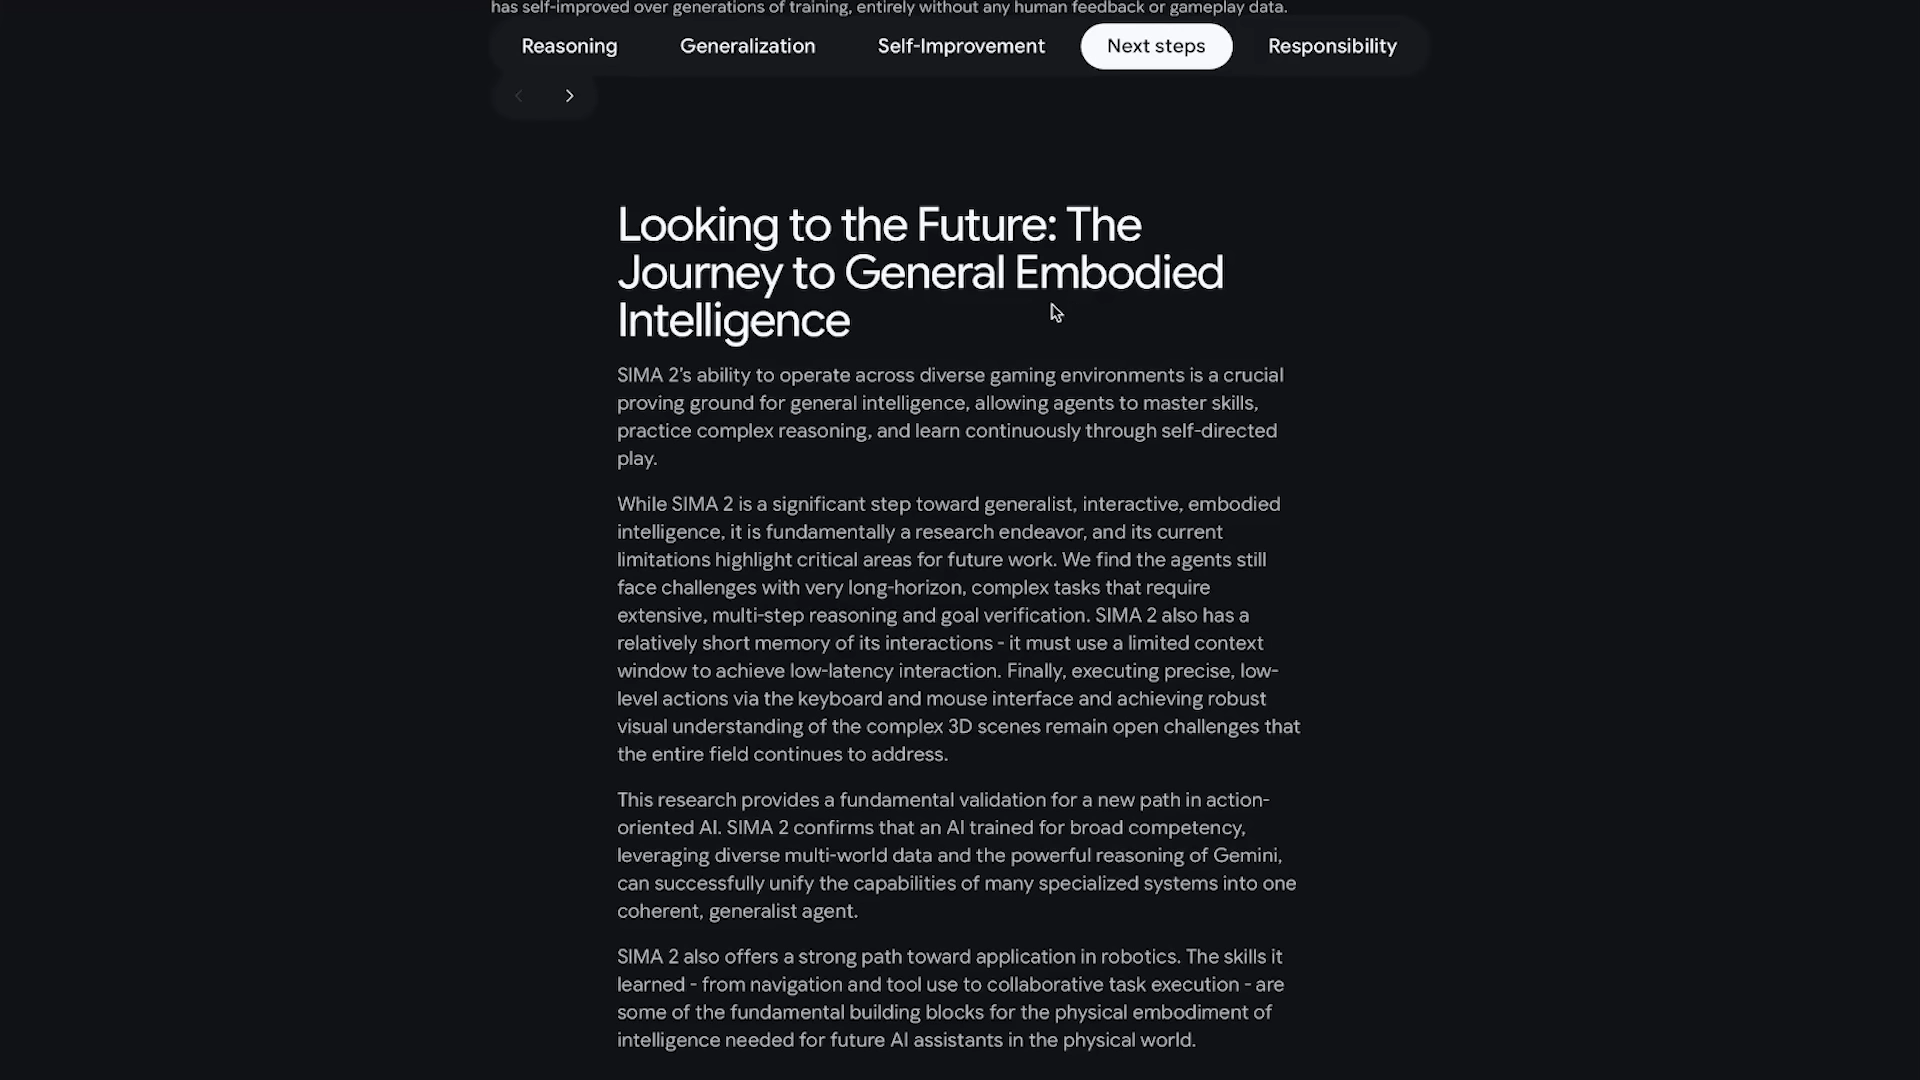 has self-improved over generations of training, entirely without any human feedback or gameplay data.
Reasoning Generalization Self-Improvement Next steps Responsibility
Looking to the Future: The
Journey to General Embodied
Intelligence
SIMA 2's ability to operate across diverse gaming environments is a crucial
proving ground for general intelligence, allowing agents to master skills,
practice complex reasoning, and learn continuously through self-directed
play.
While SIMA 2 is a significant step toward generalist, interactive, embodied
intelligence, it is fundamentally a research endeavor, and its current
limitations highlight critical areas for future work. We find the agents still
face challenges with very long-horizon, complex tasks that require
extensive, multi-step reasoning and goal verification. SIMA 2 also has a
relatively short memory of its interactions - it must use a limited context
window to achieve low-latency interaction. Finally, executing precise, low-
level actions via the keyboard and mouse interface and achieving robust
visual understanding of the complex 3D scenes remain open challenges that
the entire field continues to address.
This research provides a fundamental validation for a new path in action-
oriented AI. SIMA 2 confirms that an AI trained for broad competency,
leveraging diverse multi-world data and the powerful reasoning of Gemini,
can successfully unify the capabilities of many specialized systems into one
coherent, generalist agent.
SIMA 2 also offers a strong path toward application in robotics. The skills it
learned - from navigation and tool use to collaborative task execution - are
some of the fundamental building blocks for the physical embodiment of
intelligence needed for future AI assistants in the physical world.